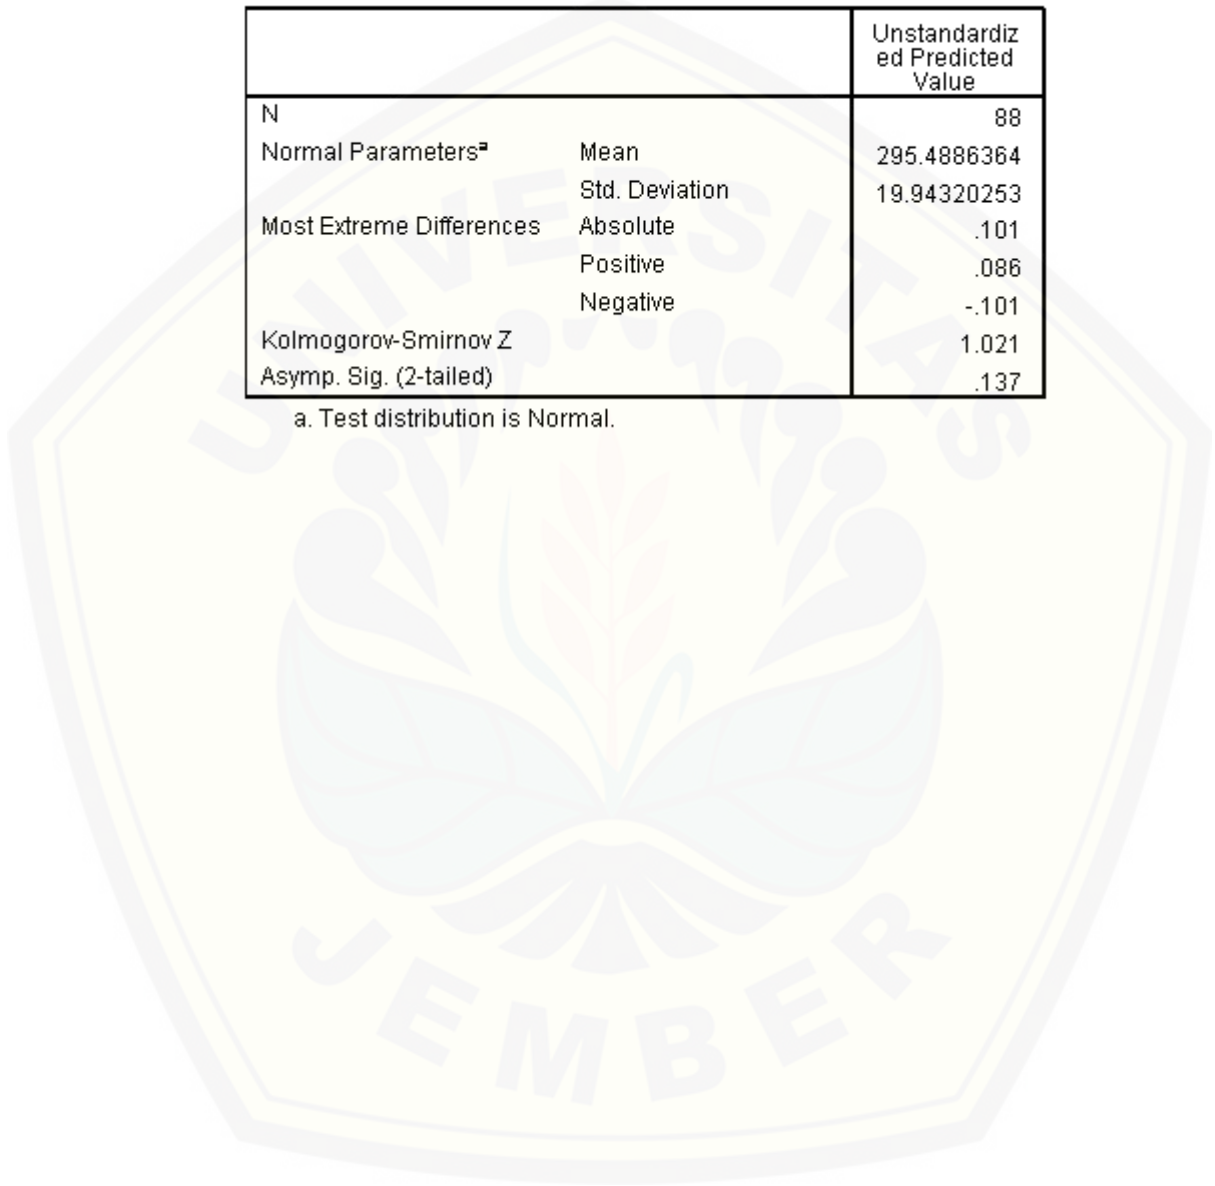 Unstandardiz
ed Predicted
Value
N 88
Normal Parametersᵃ Mean 295.4886364
Std. Deviation 19.94320253
Most Extreme Differences Absolute .101
Positive .086
Negative -.101
Kolmogorov-Smirnov Z 1.021
Asymp. Sig. (2-tailed) .137
a. Test distribution is Normal.
UNIVERSITAS
JEMBER